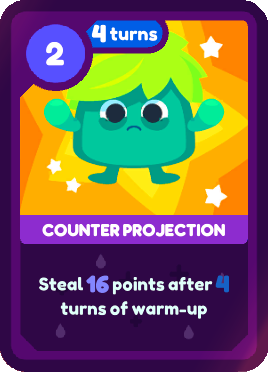 4 turns
2
COUNTER PROJECTION
Steal 16 points after 4
turns of warm-up